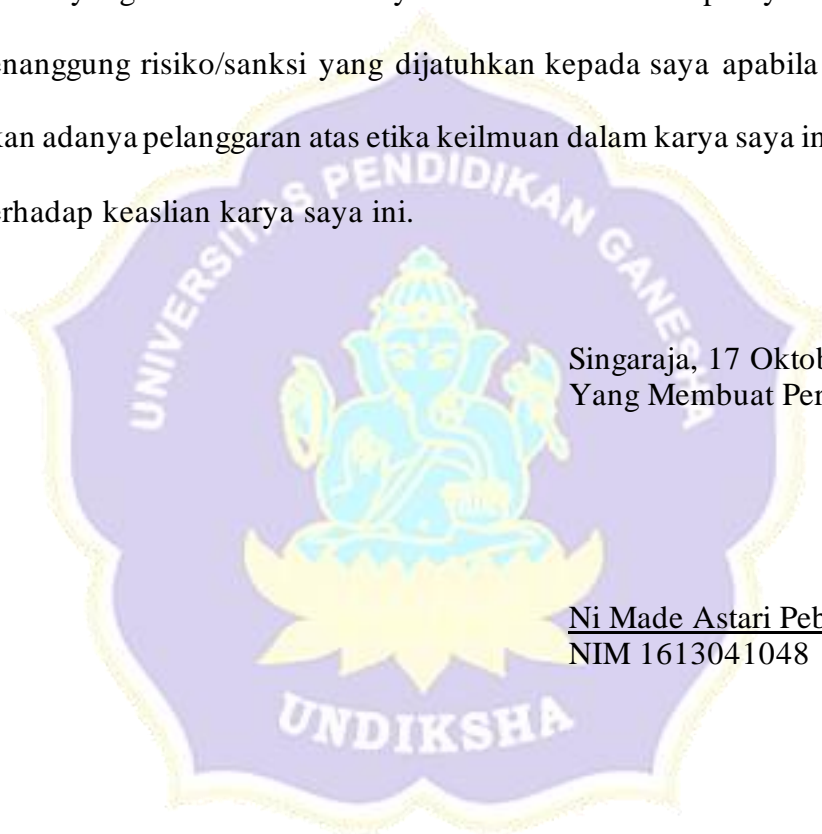 enanggung risiko/sanksi yang dijatuhkan kepada saya apabila
kan adanya pelanggaran atas etika keilmuan dalam karya saya in
erhadap keaslian karya saya ini.
UNIVERSITAS PENDIDIKAN GANESHA
Singaraja, 17 Oktob
Yang Membuat Per
Ni Made Astari Peb
NIM 1613041048
UNDIKSHA